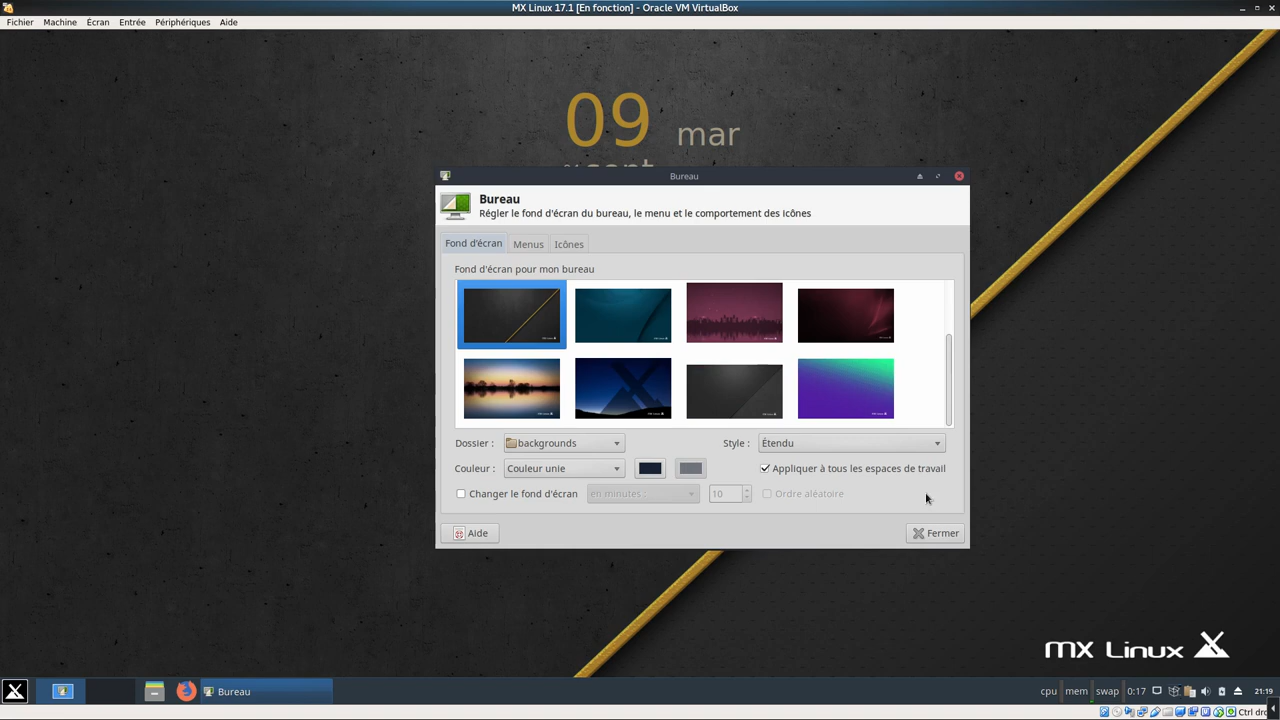 MX Linux 17.1 [En fonction] - Oracle VM VirtualBox
Fichier Machine Écran Entrée Périphériques Aide
09 mar
sept
Bureau
Bureau
Régler le fond d'écran du bureau, le menu et le comportement des icônes
Fond d'écran Menus Icônes
Fond d'écran pour mon bureau
Dossier : backgrounds Style : Étendu
Couleur : Couleur unie Appliquer à tous les espaces de travail
Changer le fond d'écran en minutes : 10 Ordre aléatoire
Aide Fermer
MX Linux
Bureau cpu mem swap 0:17 21:19
Ctrl dro